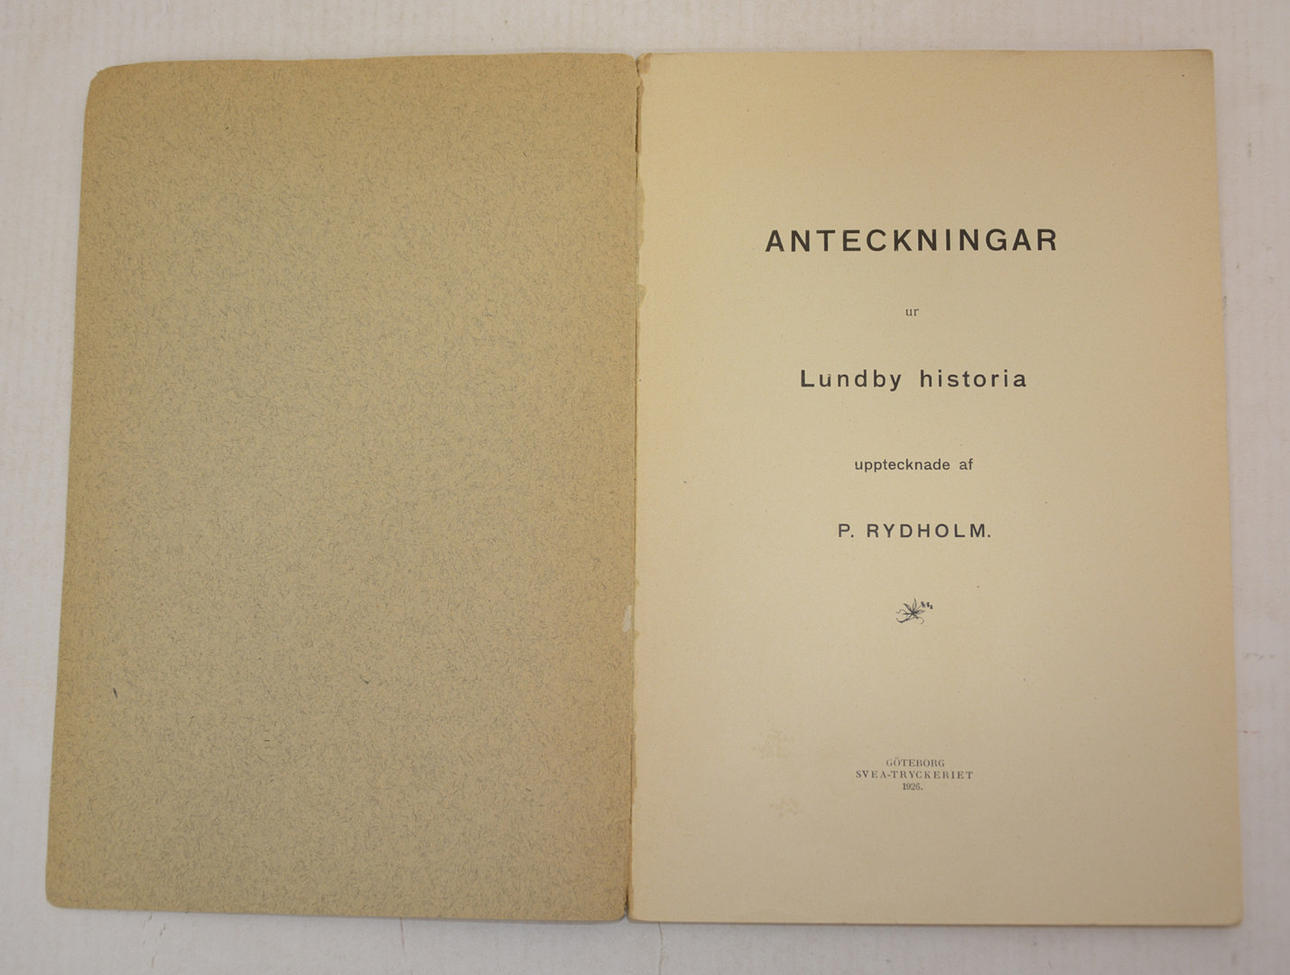 ANTECKNINGAR
ur
Lundby historia
upptecknade af
P. RYDHOLM.
GÖTEBORG
SVEA-TRYCKERIET
1926.